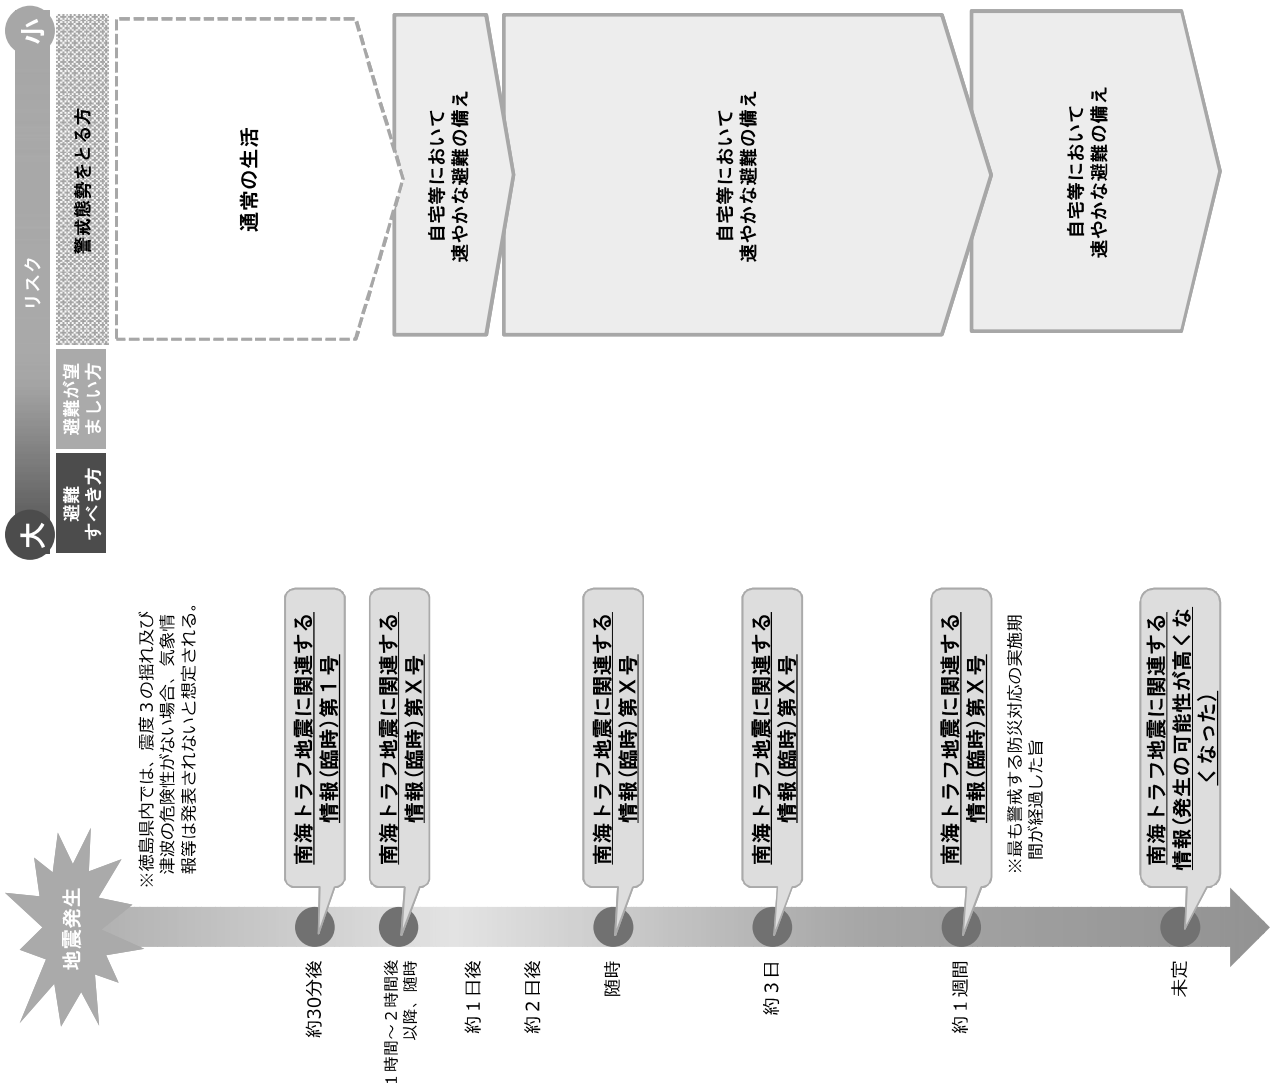 地震発生
※徳島県内では、震度3の揺れ及び
津波の危険性がない場合、気象情
報等は発表されないと想定される。
約30分後
南海トラフ地震に関連する
情報(臨時)第1号
1時間～2時間後
以降、随時
南海トラフ地震に関連する
情報(臨時)第X号
約1日後
約2日後
随時
南海トラフ地震に関連する
情報(臨時)第X号
約3日
南海トラフ地震に関連する
情報(臨時)第X号
約1週間
南海トラフ地震に関連する
情報(臨時)第X号
※最も警戒する防災対応の実施期
間が経過した旨
未定
南海トラフ地震に関連する
情報(発生の可能性が高くな
くなった)
大
リスク
小
避難
すべき方
避難が望
ましい方
警戒態勢をとる方
通常の生活
自宅等において
速やかな避難の備え
自宅等において
速やかな避難の備え
自宅等において
速やかな避難の備え